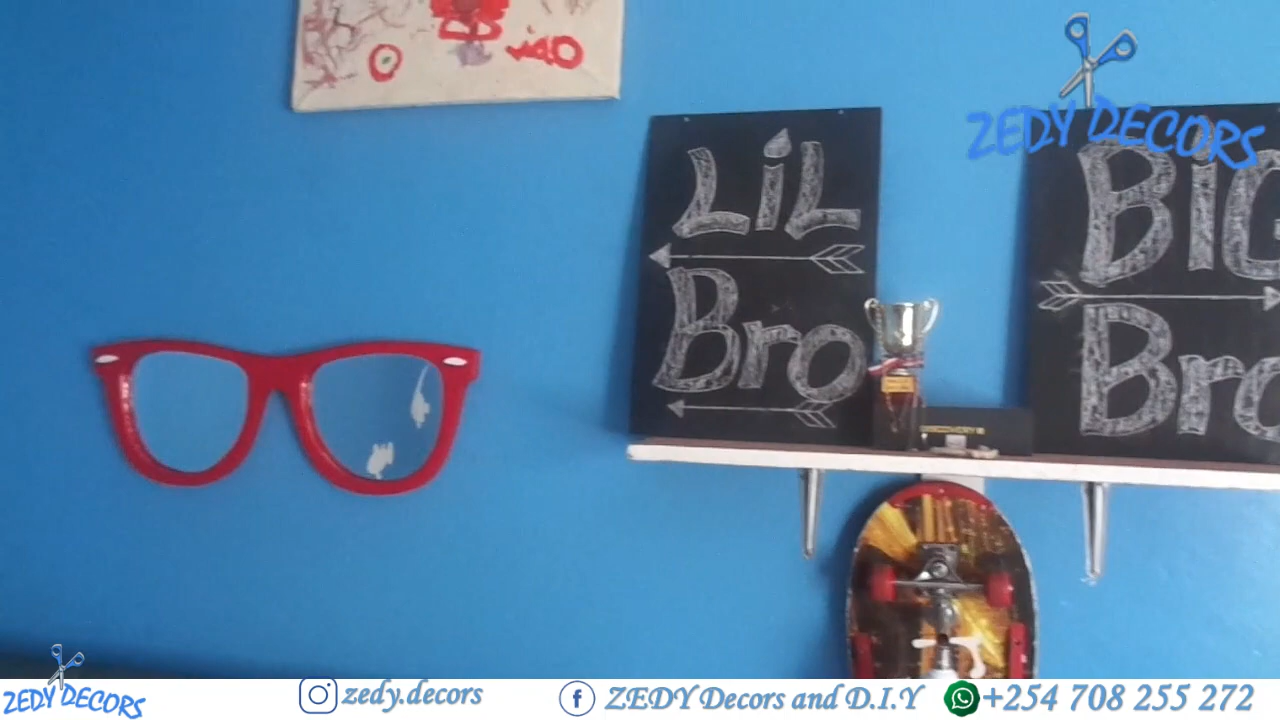 ZEDY DECORS
LiL
Bro
BiG
Bro
ZEDY DECORS
zedy.decors
ZEDY Decors and D.I.Y
+254 708 255 272